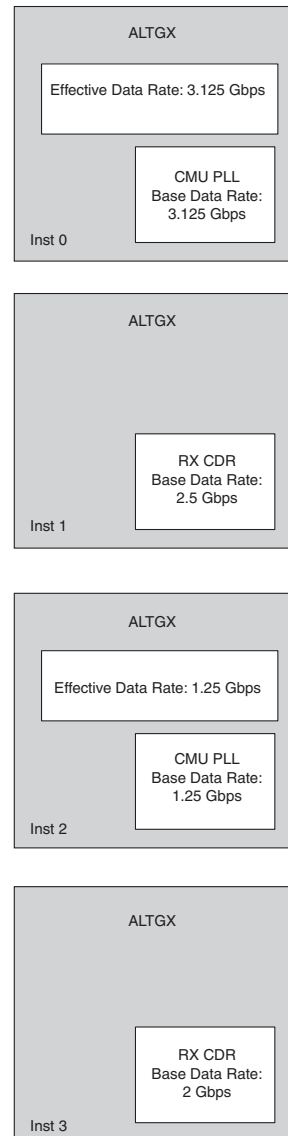 ALTGX
Effective Data Rate: 3.125 Gbps
CMU PLL
Base Data Rate:
3.125 Gbps
Inst 0
ALTGX
RX CDR
Base Data Rate:
2.5 Gbps
Inst 1
ALTGX
Effective Data Rate: 1.25 Gbps
CMU PLL
Base Data Rate:
1.25 Gbps
Inst 2
ALTGX
RX CDR
Base Data Rate:
2 Gbps
Inst 3